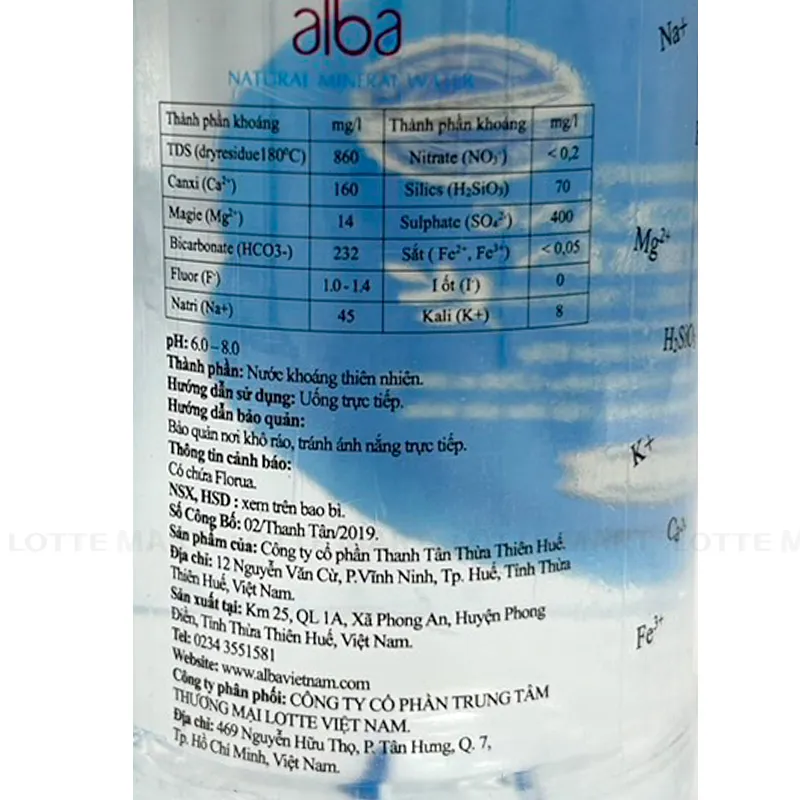 alba
NATURAL MINERAL WATER
Thành phần khoáng mg/l Thành phần khoáng mg/l
TDS (dryresidue180°C) 860 Nitrate (NO₃⁻) < 0,2
Canxi (Ca²⁺) 160 Silics (H₂SiO₃) 70
Magie (Mg²⁺) 14 Sulphate (SO₄²⁻) 400
Bicarbonate (HCO3-) 232 Sắt ( Fe²⁺, Fe³⁺) < 0,05
Fluor (F⁻) 1.0 - 1.4 I ốt (I⁻) 0
Natri (Na+) 45 Kali (K+) 8
pH: 6.0 – 8.0
Thành phần: Nước khoáng thiên nhiên.
Hướng dẫn sử dụng: Uống trực tiếp.
Hướng dẫn bảo quản:
Bảo quản nơi khô ráo, tránh ánh nắng trực tiếp.
Thông tin cảnh báo:
Có chứa Florua.
NSX, HSD : xem trên bao bì.
Số Công Bố: 02/Thanh Tân/2019.
Sản phẩm của: Công ty cổ phần Thanh Tân Thừa Thiên Huế.
Địa chỉ: 12 Nguyễn Văn Cừ, P.Vĩnh Ninh, Tp. Huế, Tỉnh Thừa
Thiên Huế, Việt Nam.
Sản xuất tại: Km 25, QL 1A, Xã Phong An, Huyện Phong
Điền, Tỉnh Thừa Thiên Huế, Việt Nam.
Tel: 0234 3551581
Website: www.albavietnam.com
Công ty phân phối: CÔNG TY CỔ PHẦN TRUNG TÂM
THƯƠNG MẠI LOTTE VIỆT NAM.
Địa chỉ: 469 Nguyễn Hữu Thọ, P. Tân Hưng, Q. 7,
Tp. Hồ Chí Minh, Việt Nam.
Na⁺
Mg²⁺
H₂SiO₃
K⁺
Ca²⁺
Fe³⁺
LOTTE MART LOTTE MA